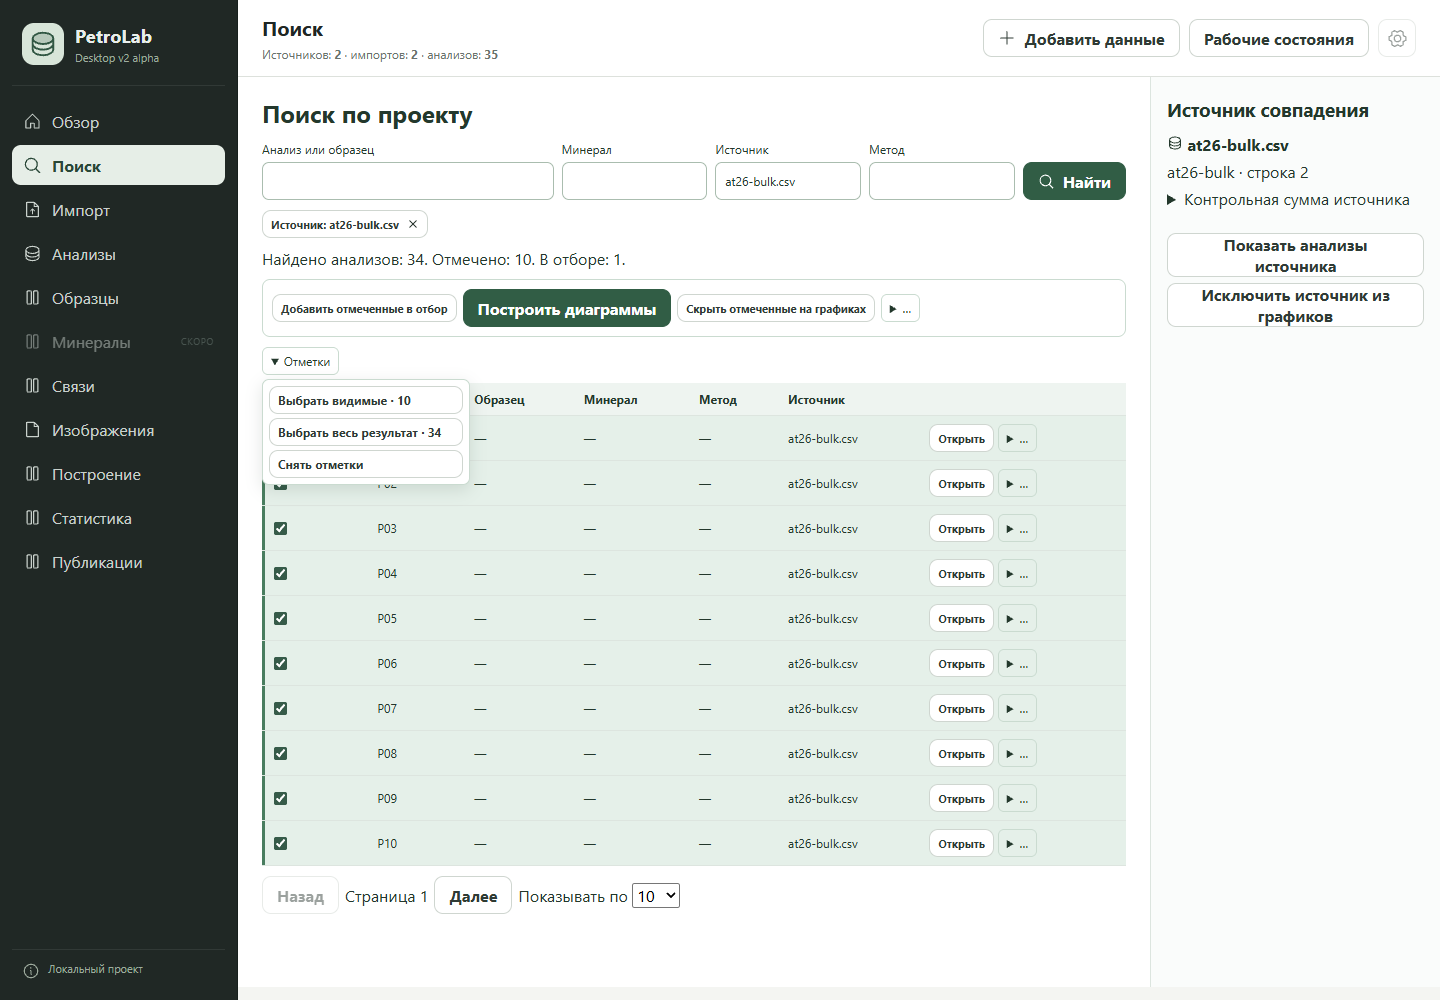 PetroLab
Desktop v2 alpha
Обзор
Поиск
Импорт
Анализы
Образцы
Минералы СКОРО
Связи
Изображения
Построение
Статистика
Публикации
Локальный проект
Поиск
Источников: 2 · импортов: 2 · анализов: 35
Добавить данные
Рабочие состояния
Поиск по проекту
Анализ или образец Минерал Источник Метод
at26-bulk.csv
Найти
Источник: at26-bulk.csv ×
Найдено анализов: 34. Отмечено: 10. В отборе: 1.
Добавить отмеченные в отбор Построить диаграммы Скрыть отмеченные на графиках ▶ ...
▼ Отметки
Выбрать видимые · 10
Выбрать весь результат · 34
Снять отметки
Образец Минерал Метод Источник
— — — at26-bulk.csv Открыть ▶ ...
P02 — — — at26-bulk.csv Открыть ▶ ...
P03 — — — at26-bulk.csv Открыть ▶ ...
P04 — — — at26-bulk.csv Открыть ▶ ...
P05 — — — at26-bulk.csv Открыть ▶ ...
P06 — — — at26-bulk.csv Открыть ▶ ...
P07 — — — at26-bulk.csv Открыть ▶ ...
P08 — — — at26-bulk.csv Открыть ▶ ...
P09 — — — at26-bulk.csv Открыть ▶ ...
P10 — — — at26-bulk.csv Открыть ▶ ...
Назад Страница 1 Далее Показывать по 10
Источник совпадения
at26-bulk.csv
at26-bulk · строка 2
▶ Контрольная сумма источника
Показать анализы
источника
Исключить источник из
графиков